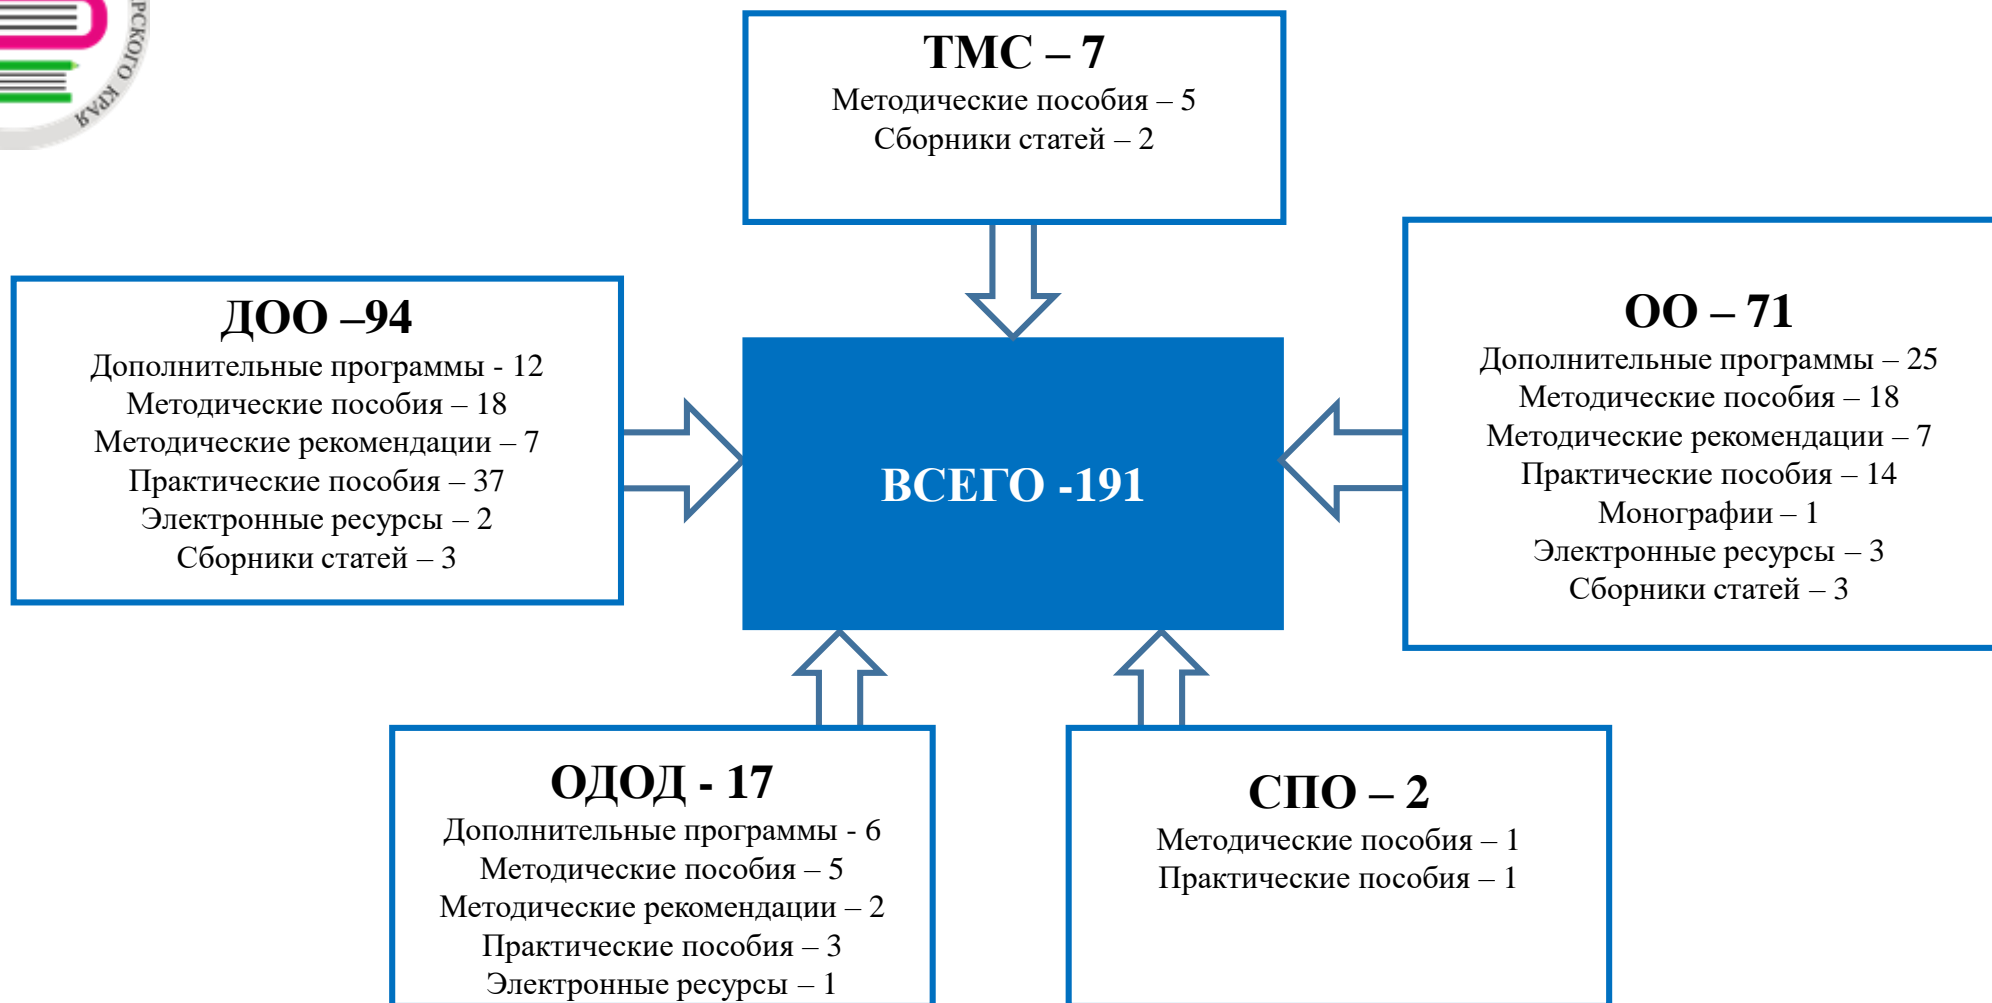 КРАЯ
ТМС – 7
Методические пособия – 5
Сборники статей – 2
ДОО –94
Дополнительные программы - 12
Методические пособия – 18
Методические рекомендации – 7
Практические пособия – 37
Электронные ресурсы – 2
Сборники статей – 3
ВСЕГО -191
ОО – 71
Дополнительные программы – 25
Методические пособия – 18
Методические рекомендации – 7
Практические пособия – 14
Монографии – 1
Электронные ресурсы – 3
Сборники статей – 3
ОДОД - 17
Дополнительные программы - 6
Методические пособия – 5
Методические рекомендации – 2
Практические пособия – 3
Электронные ресурсы – 1
СПО – 2
Методические пособия – 1
Практические пособия – 1